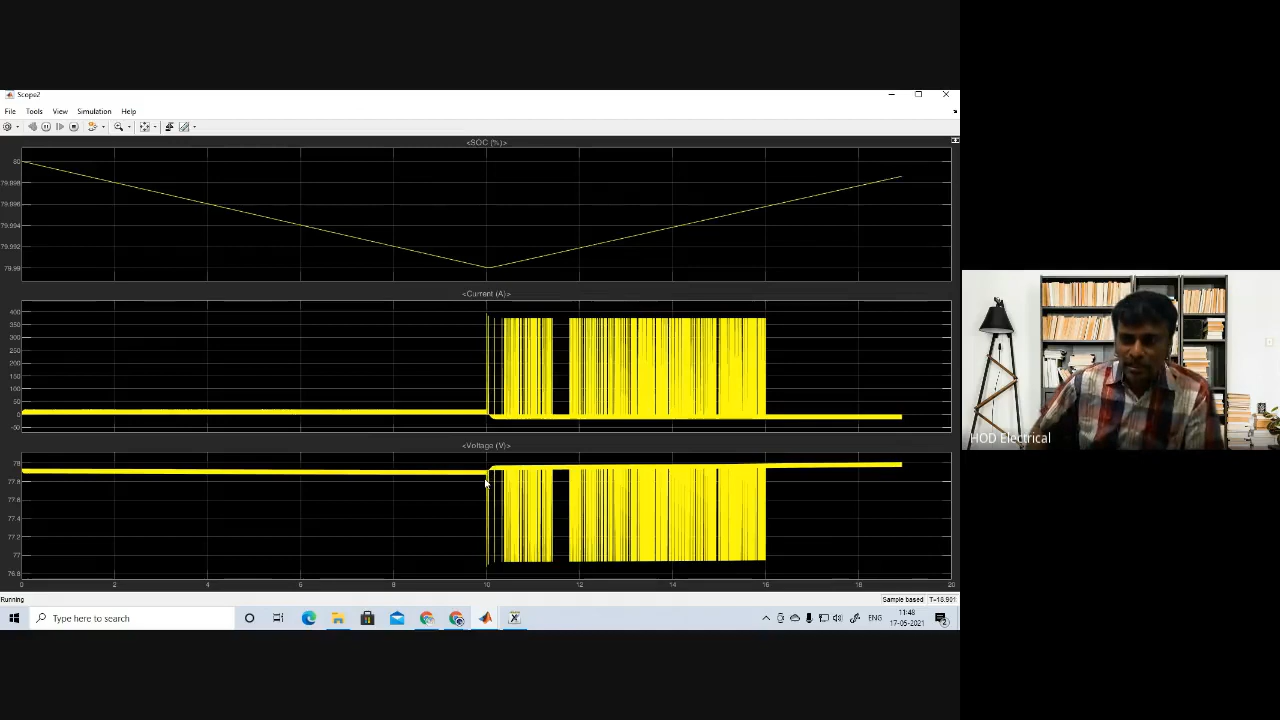 Scope2
File Tools View Simulation Help
<SOC (%)>
80
79.998
79.996
79.994
79.992
79.99
<Current (A)>
400
350
300
250
200
150
100
50
0
-50
<Voltage (V)>
78
77.8
77.6
77.4
77.2
77
76.8
0 2 4 6 8 10 12 14 16 18 20
Running
Sample based T=18.901
HOD Electrical
Type here to search
ENG
11:48
17-05-2021
2